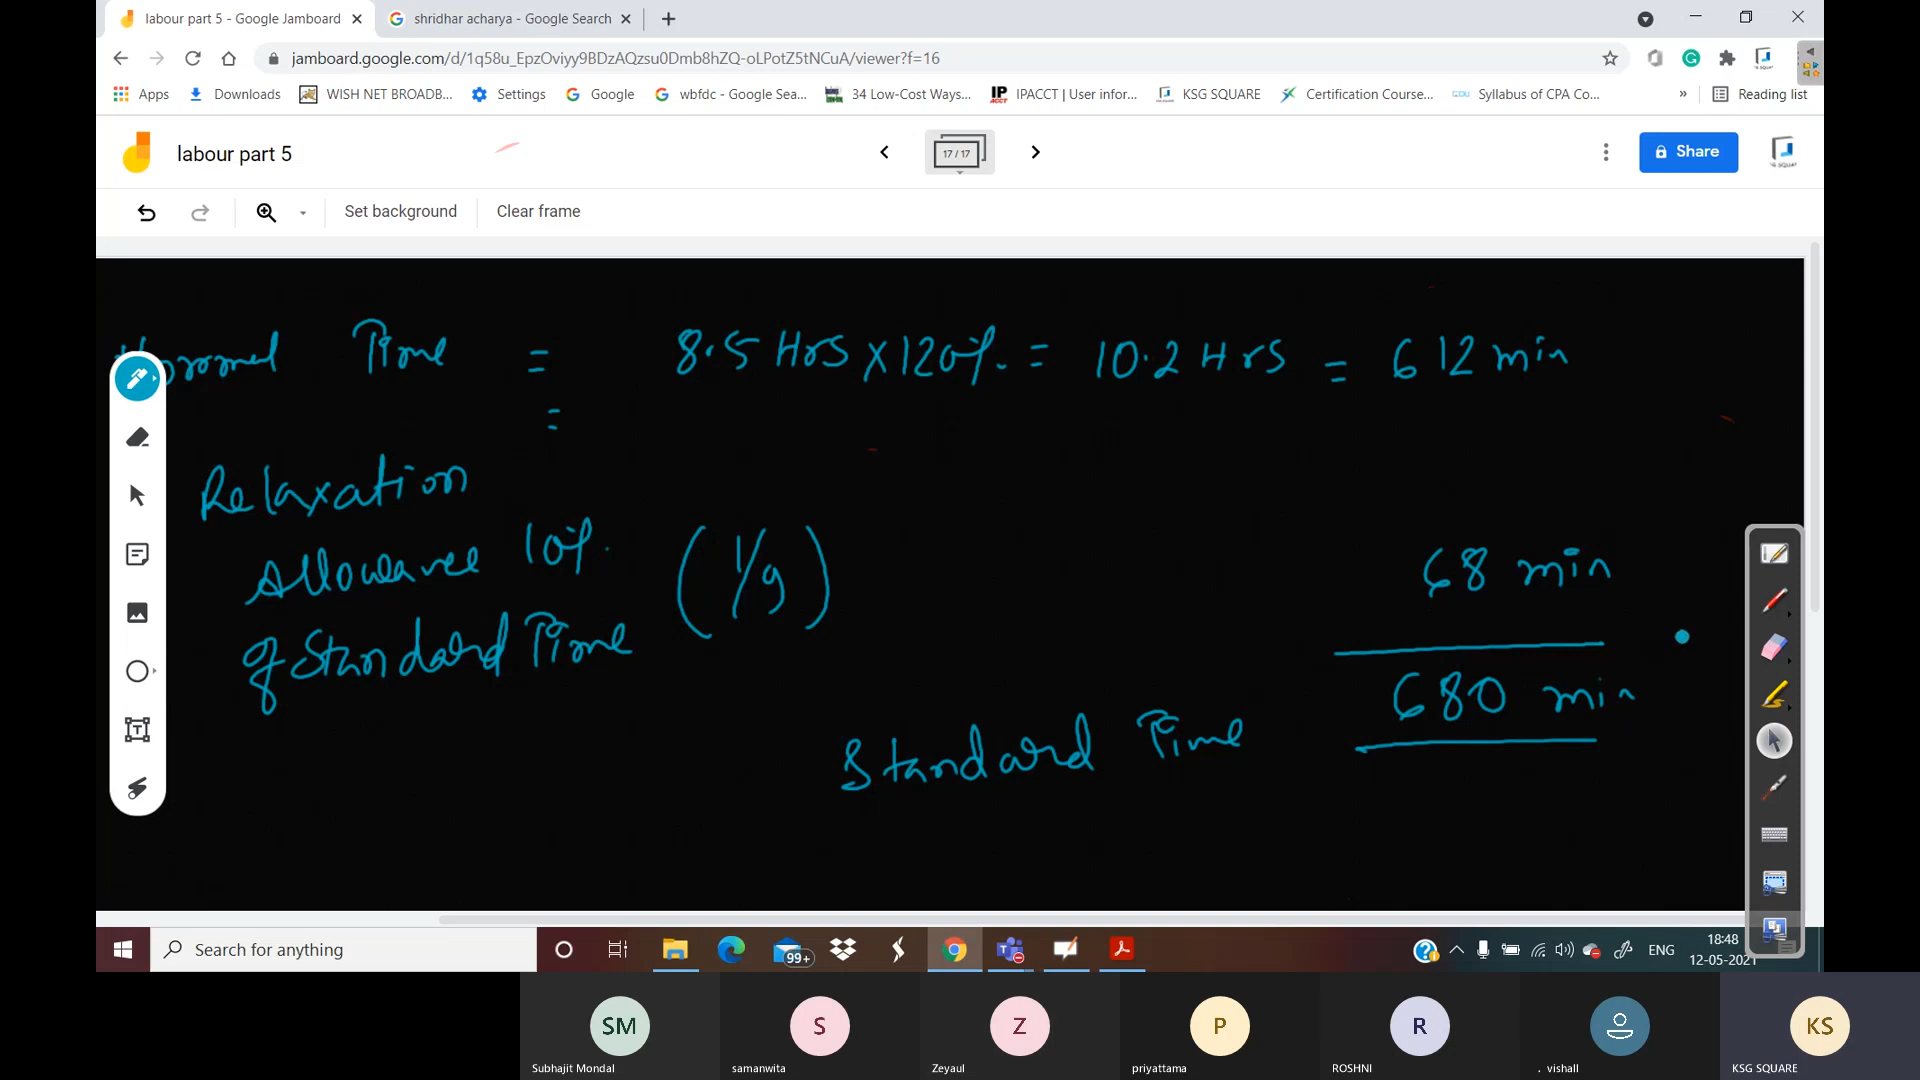 labour part 5 - Google Jamboard
shridhar acharya - Google Search
jamboard.google.com/d/1q58u_EpzOviyy9BDzAQzsu0Dmb8hZQ-oLPotZ5tNCuA/viewer?f=16
Apps Downloads WISH NET BROADB... Settings Google wbfdc - Google Sea... 34 Low-Cost Ways... IPACCT | User infor... KSG SQUARE Certification Course... Syllabus of CPA Co... » Reading list
labour part 5
17 / 17
Share
Set background Clear frame
Normal Time = 8.5 Hrs X 120% = 10.2 Hrs = 612 min
=
Relaxation
Allowance 10%
of Standard Time
(1/9)
68 min
680 min
Standard Time
Search for anything
99+
ENG
18:48
12-05-2021
SM S Z P R KS
Subhajit Mondal samanwita Zeyaul priyattama ROSHNI . vishall KSG SQUARE